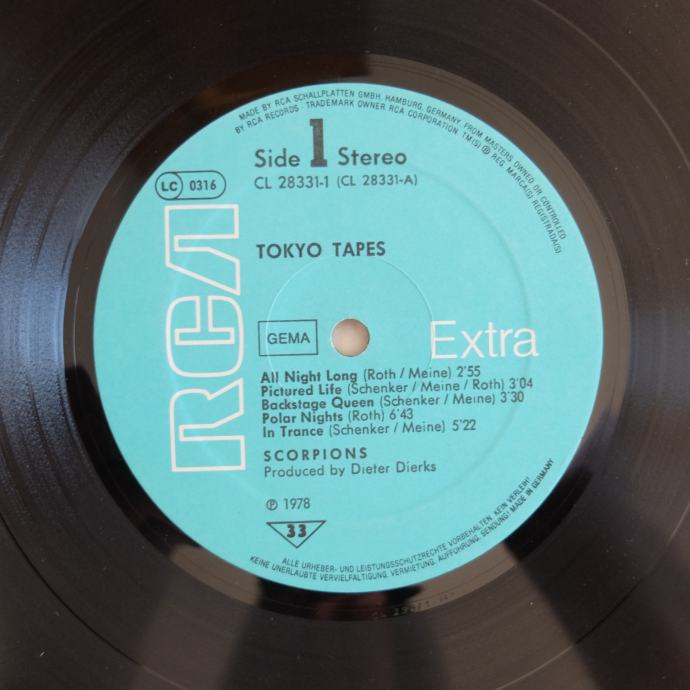 MADE BY RCA SCHALLPLATTEN GMBH, HAMBURG, GERMANY, FROM MASTERS OWNED OR CONTROLLED
BY RCA RECORDS · TRADEMARK OWNER RCA CORPORATION TM(S) ® REG. MARCA(S) REGISTRADA(S)
Side 1 Stereo
CL 28331-1 (CL 28331-A)
LC 0316
RCA
TOKYO TAPES
GEMA
Extra
All Night Long (Roth / Meine) 2'55
Pictured Life (Schenker / Meine / Roth) 3'04
Backstage Queen (Schenker / Meine) 3'30
Polar Nights (Roth) 6'43
In Trance (Schenker / Meine) 5'22
SCORPIONS
Produced by Dieter Dierks
℗ 1978
33
ALLE URHEBER- UND LEISTUNGSSCHUTZRECHTE VORBEHALTEN. KEIN VERLEIH!
KEINE UNERLAUBTE VERVIELFÄLTIGUNG, VERMIETUNG, AUFFÜHRUNG, SENDUNG! MADE IN GERMANY